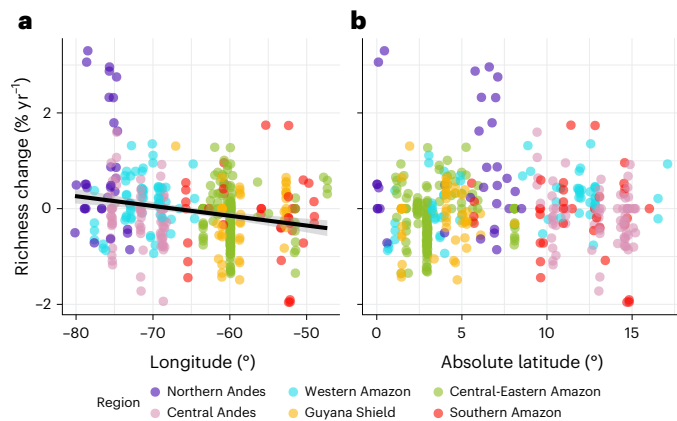 a
b
Richness change (% yr⁻¹)
2
0
−2
−80
−70
−60
−50
0
5
10
15
Longitude (°)
Absolute latitude (°)
Region
Northern Andes
Western Amazon
Central-Eastern Amazon
Central Andes
Guyana Shield
Southern Amazon